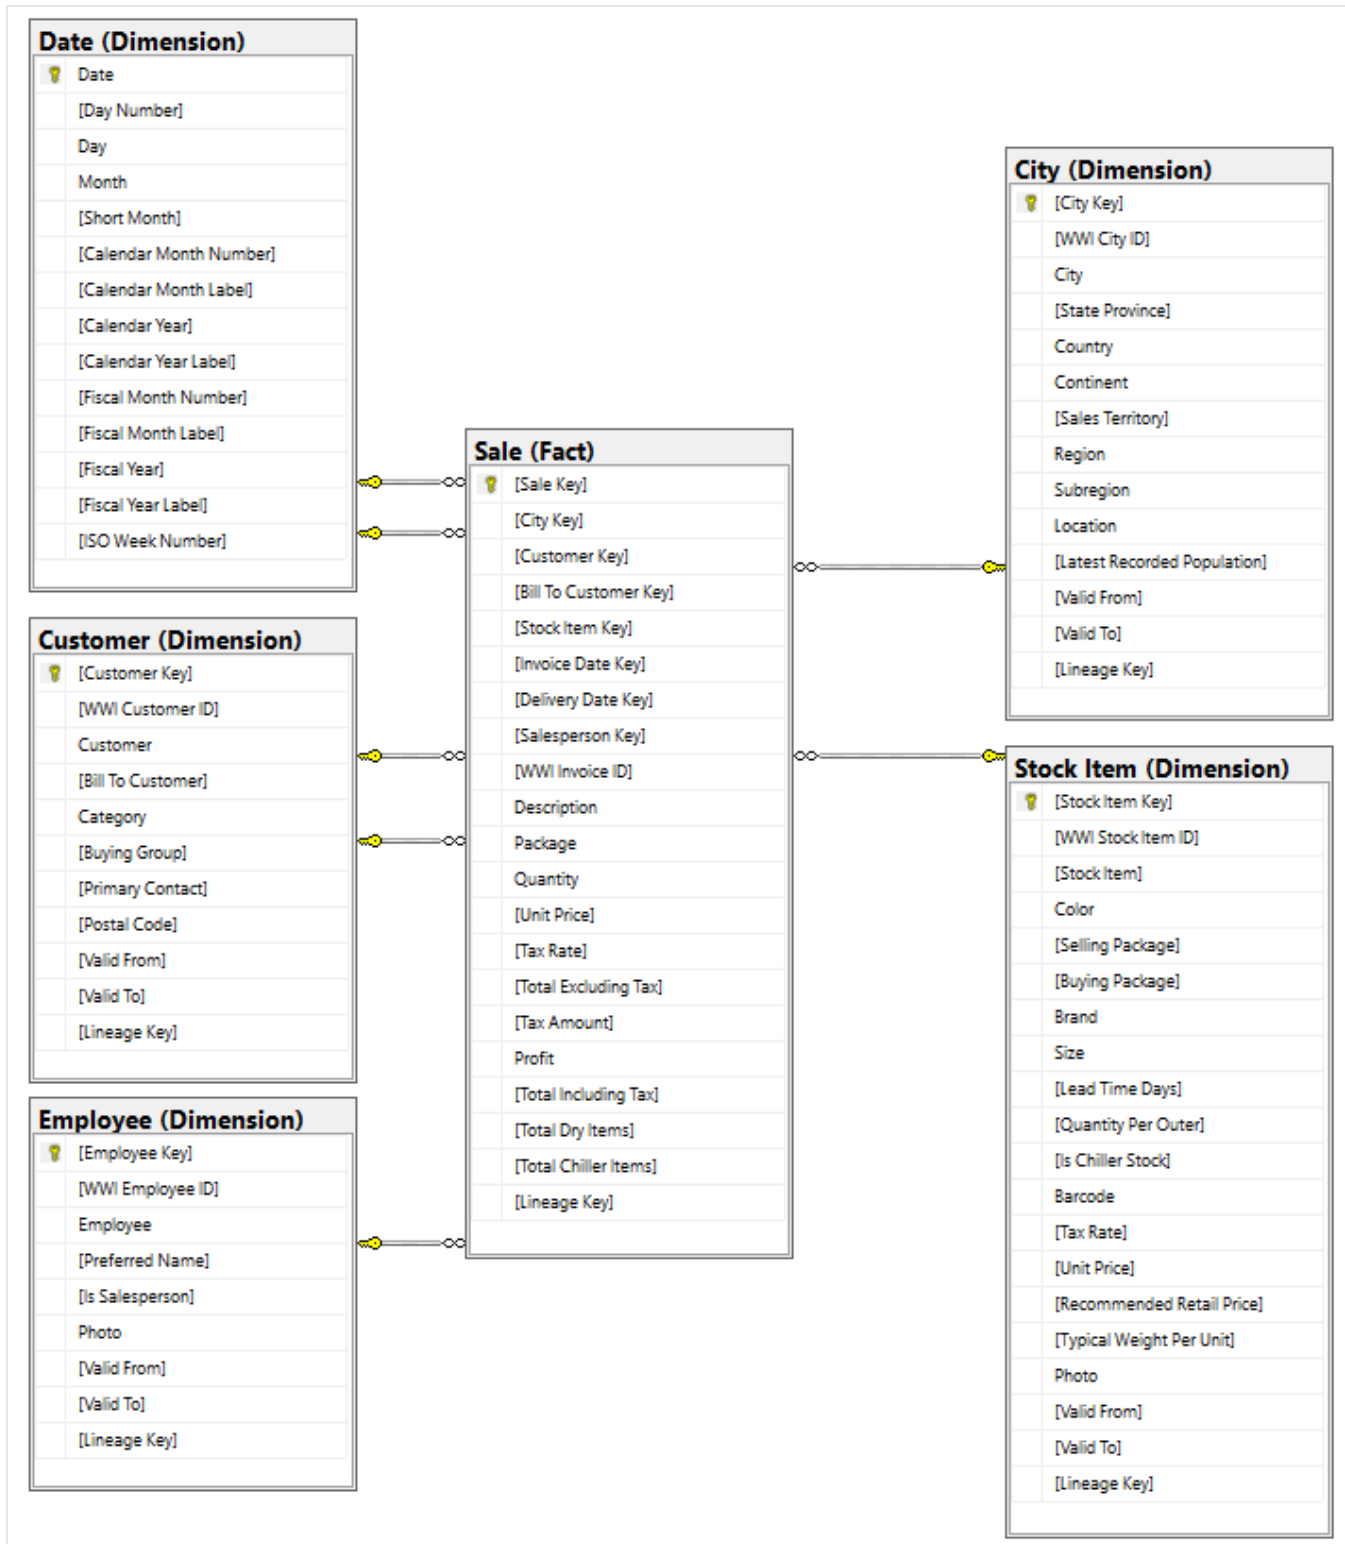 Date (Dimension)
Date
[Day Number]
Day
Month
[Short Month]
[Calendar Month Number]
[Calendar Month Label]
[Calendar Year]
[Calendar Year Label]
[Fiscal Month Number]
[Fiscal Month Label]
[Fiscal Year]
[Fiscal Year Label]
[ISO Week Number]
Customer (Dimension)
[Customer Key]
[WWI Customer ID]
Customer
[Bill To Customer]
Category
[Buying Group]
[Primary Contact]
[Postal Code]
[Valid From]
[Valid To]
[Lineage Key]
Employee (Dimension)
[Employee Key]
[WWI Employee ID]
Employee
[Preferred Name]
[Is Salesperson]
Photo
[Valid From]
[Valid To]
[Lineage Key]
Sale (Fact)
[Sale Key]
[City Key]
[Customer Key]
[Bill To Customer Key]
[Stock Item Key]
[Invoice Date Key]
[Delivery Date Key]
[Salesperson Key]
[WWI Invoice ID]
Description
Package
Quantity
[Unit Price]
[Tax Rate]
[Total Excluding Tax]
[Tax Amount]
Profit
[Total Including Tax]
[Total Dry Items]
[Total Chiller Items]
[Lineage Key]
City (Dimension)
[City Key]
[WWI City ID]
City
[State Province]
Country
Continent
[Sales Territory]
Region
Subregion
Location
[Latest Recorded Population]
[Valid From]
[Valid To]
[Lineage Key]
Stock Item (Dimension)
[Stock Item Key]
[WWI Stock Item ID]
[Stock Item]
Color
[Selling Package]
[Buying Package]
Brand
Size
[Lead Time Days]
[Quantity Per Outer]
[Is Chiller Stock]
Barcode
[Tax Rate]
[Unit Price]
[Recommended Retail Price]
[Typical Weight Per Unit]
Photo
[Valid From]
[Valid To]
[Lineage Key]